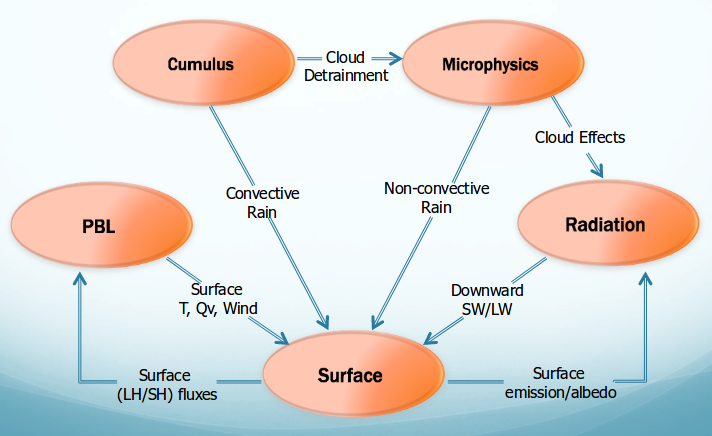 Cumulus
Cloud
Detrainment
Microphysics
Cloud Effects
Convective
Rain
Non-convective
Rain
PBL
Radiation
Surface
T, Qv, Wind
Downward
SW/LW
Surface
Surface
(LH/SH) fluxes
Surface
emission/albedo